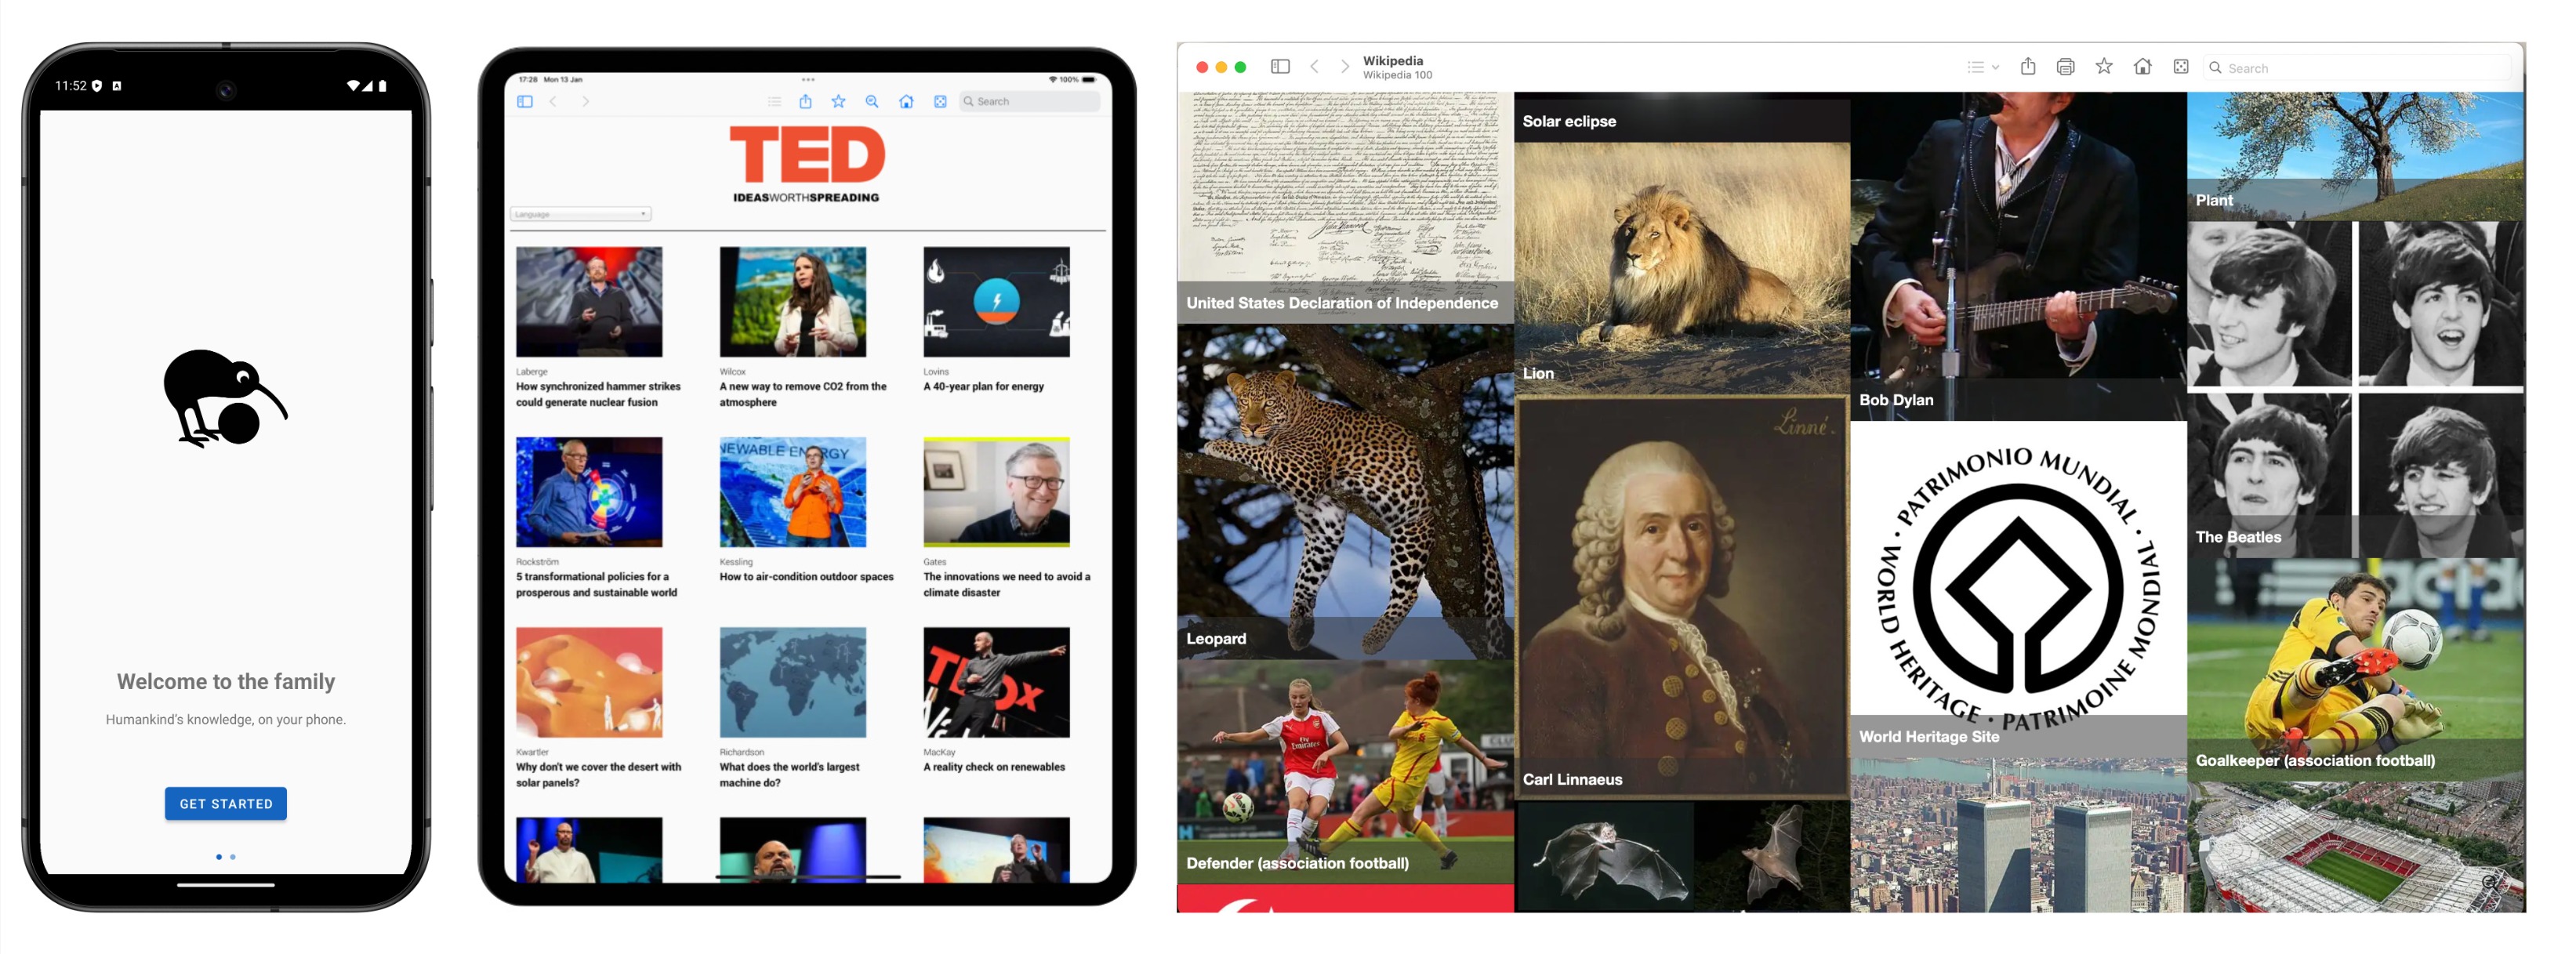 11:52
Welcome to the family
Humankind's knowledge, on your phone.
GET STARTED
17:28 Mon 13 Jan
100%
Search
TED
IDEASWORTHSPREADING
Language
Laberge
How synchronized hammer strikes
could generate nuclear fusion
Wilcox
A new way to remove CO2 from the
atmosphere
Lovins
A 40-year plan for energy
NEWABLE ENERGY
Rockström
5 transformational policies for a
prosperous and sustainable world
Kessling
How to air-condition outdoor spaces
Gates
The innovations we need to avoid a
climate disaster
Kwartler
Why don't we cover the desert with
solar panels?
Richardson
What does the world's largest
machine do?
MacKay
A reality check on renewables
Wikipedia
Wikipedia 100
Search
United States Declaration of Independence
Leopard
Fly
Emirates
Defender (association football)
Solar eclipse
Lion
Linné.
Carl Linnaeus
Bob Dylan
WORLD HERITAGE · PATRIMOINE MONDIAL · PATRIMONIO MUNDIAL ·
World Heritage Site
Plant
The Beatles
adidas
Goalkeeper (association football)